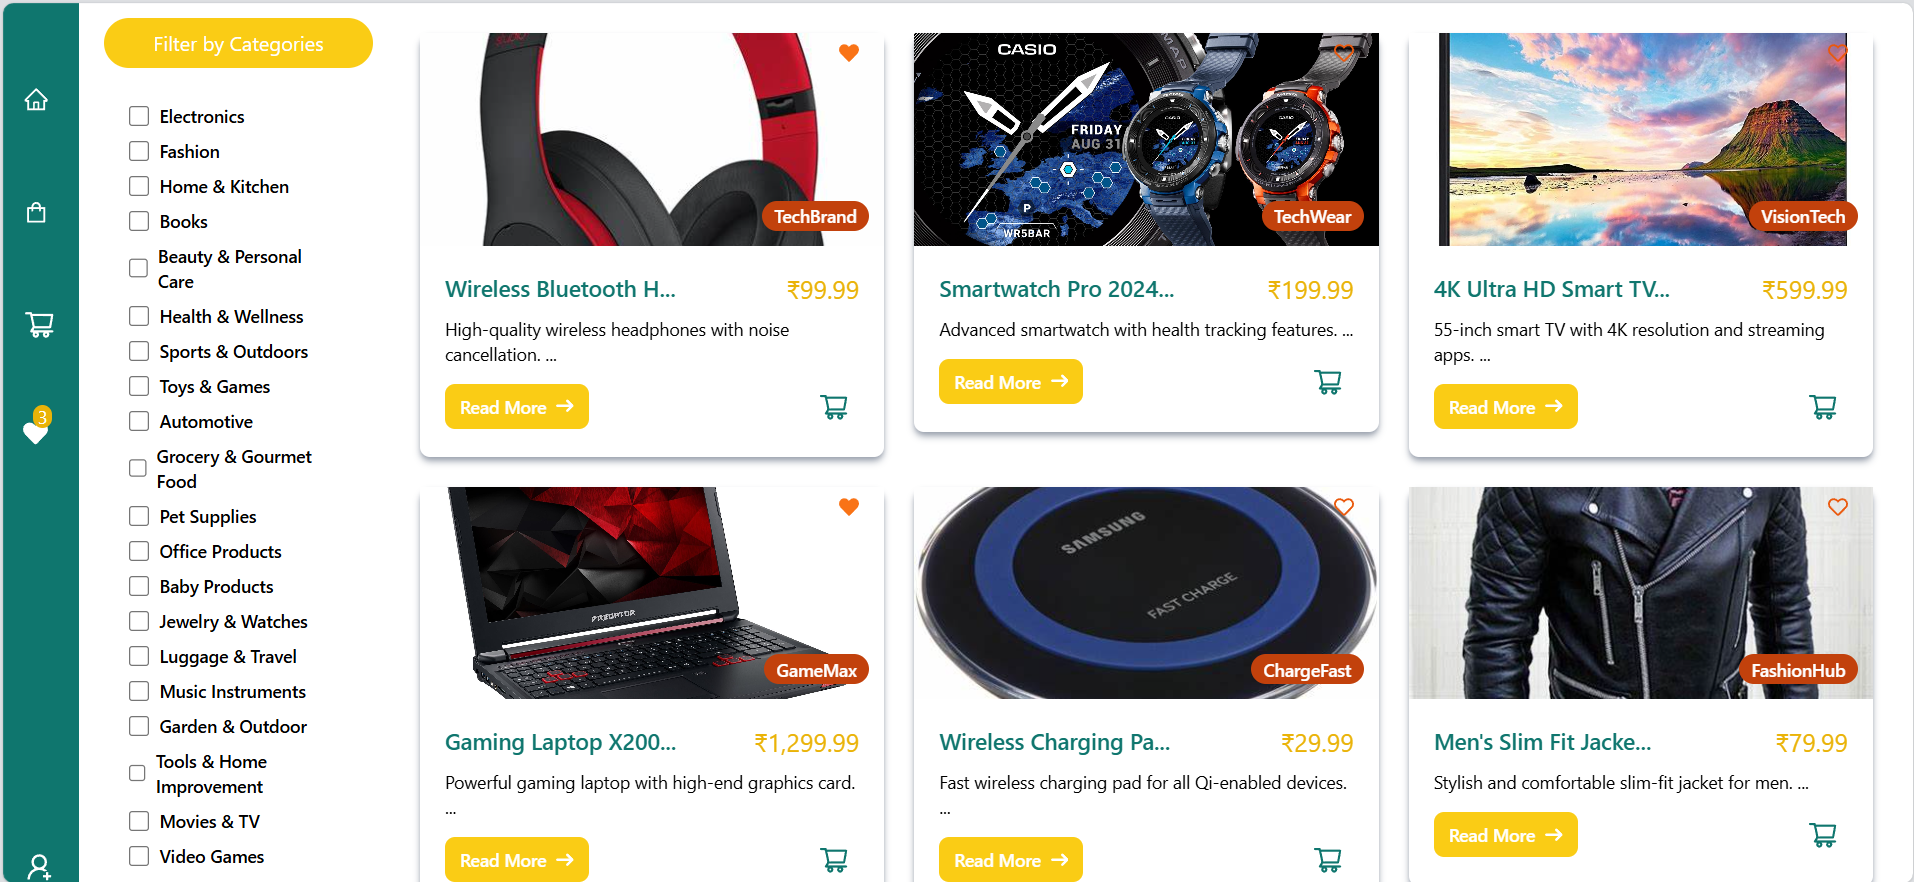 Filter by Categories
Electronics
Fashion
Home & Kitchen
Books
Beauty & Personal
Care
Health & Wellness
Sports & Outdoors
Toys & Games
Automotive
Grocery & Gourmet
Food
Pet Supplies
Office Products
Baby Products
Jewelry & Watches
Luggage & Travel
Music Instruments
Garden & Outdoor
Tools & Home
Improvement
Movies & TV
Video Games
3
TechBrand
Wireless Bluetooth H...
₹99.99
High-quality wireless headphones with noise
cancellation. ...
Read More
CASIO
FRIDAY
AUG 31
P
WR5BAR
TechWear
Smartwatch Pro 2024...
₹199.99
Advanced smartwatch with health tracking features. ...
Read More
VisionTech
4K Ultra HD Smart TV...
₹599.99
55-inch smart TV with 4K resolution and streaming
apps. ...
Read More
PREDATOR
GameMax
Gaming Laptop X200...
₹1,299.99
Powerful gaming laptop with high-end graphics card.
...
Read More
SAMSUNG
FAST CHARGE
ChargeFast
Wireless Charging Pa...
₹29.99
Fast wireless charging pad for all Qi-enabled devices.
...
Read More
FashionHub
Men's Slim Fit Jacke...
₹79.99
Stylish and comfortable slim-fit jacket for men. ...
Read More